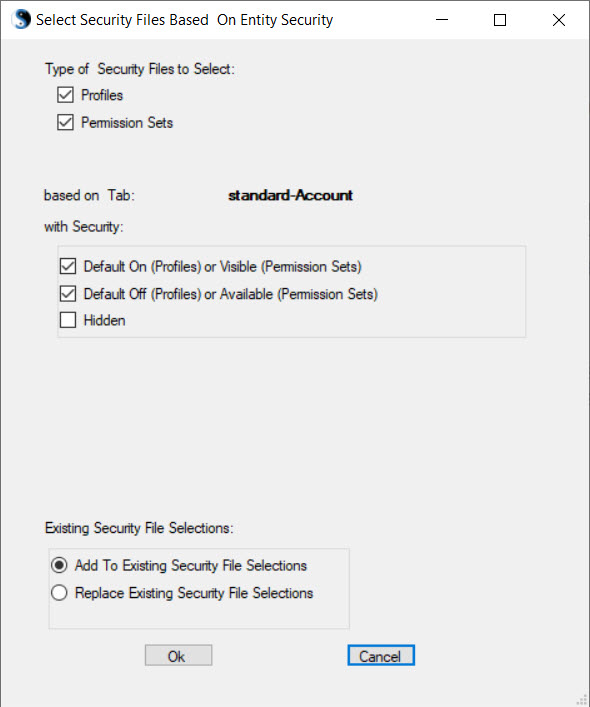 Select Security Files Based  On Entity Security
Type of  Security Files to Select:
Profiles
Permission Sets
based on  Tab: standard-Account
with Security:
Default On (Profiles) or Visible (Permission Sets)
Default Off (Profiles) or Available (Permission Sets)
Hidden
Existing Security File Selections:
Add To Existing Security File Selections
Replace Existing Security File Selections
Ok Cancel